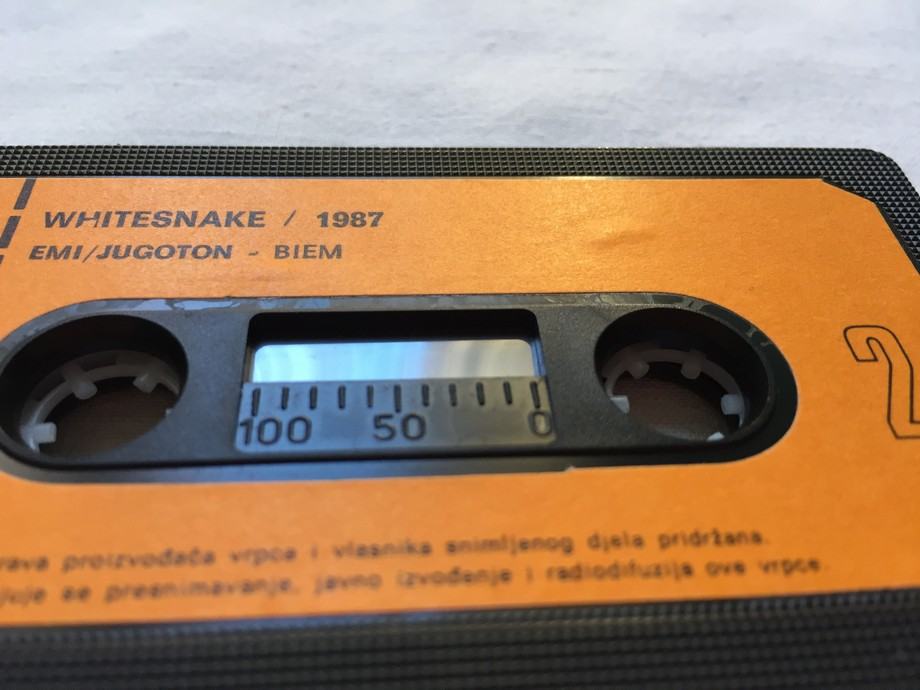 WHITESNAKE / 1987
EMI/JUGOTON - BIEM
100 50 0
2
proizvođača vrpce i vlasnika snimljenog djela pridržana.
se presnimavanje, javno izvođenje i radiodifuzija ove vrpce.